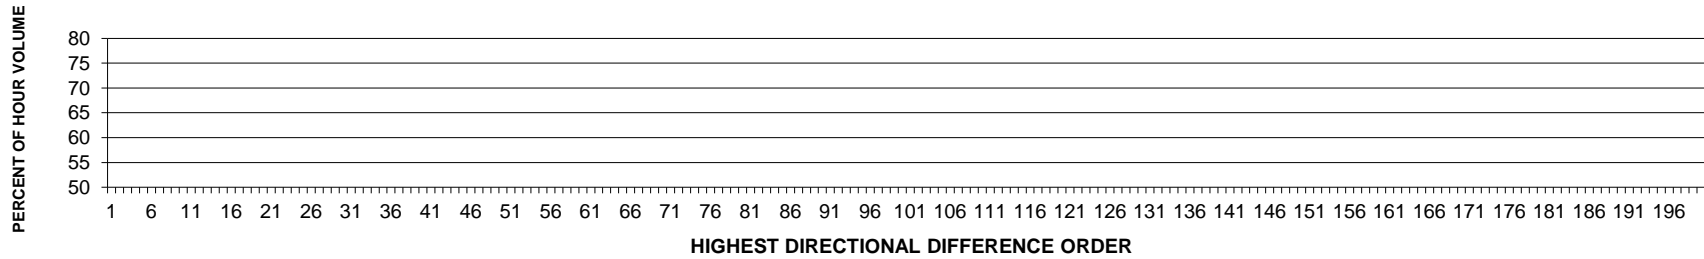 PERCENT OF HOUR VOLUME
80
75
70
65
60
55
50
1 6 11 16 21 26 31 36 41 46 51 56 61 66 71 76 81 86 91 96 101 106 111 116 121 126 131 136 141 146 151 156 161 166 171 176 181 186 191 196
HIGHEST DIRECTIONAL DIFFERENCE ORDER